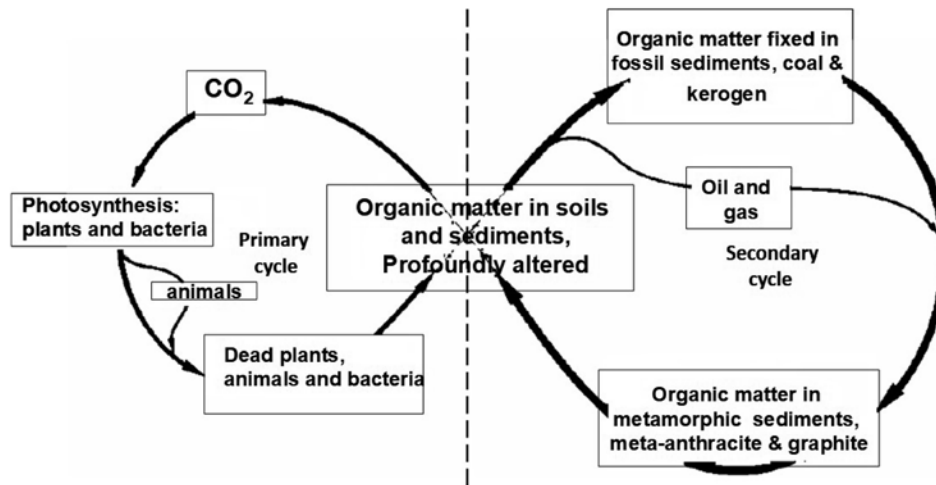 CO2
Photosynthesis:
plants and bacteria
Primary
cycle
animals
Dead plants,
animals and bacteria
Organic matter in soils
and sediments,
Profoundly altered
Organic matter fixed in
fossil sediments, coal &
kerogen
Oil and
gas
Secondary
cycle
Organic matter in
metamorphic sediments,
meta-anthracite & graphite